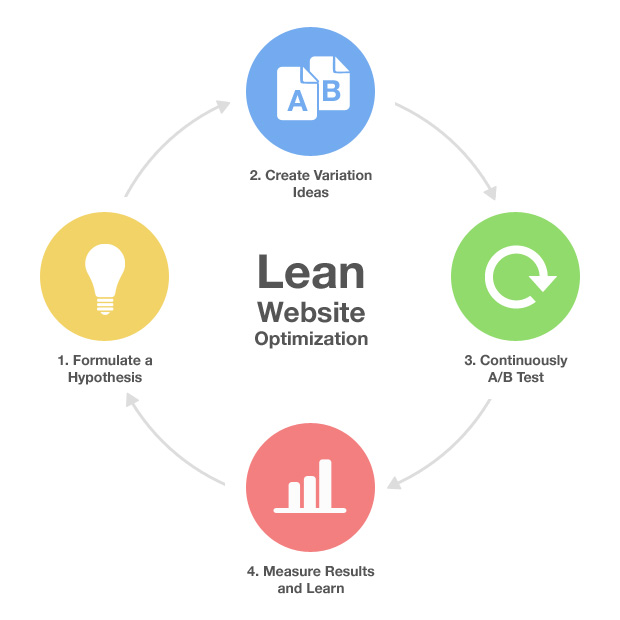 A
B
2. Create Variation
Ideas
Lean
Website
Optimization
1. Formulate a
Hypothesis
3. Continuously
A/B Test
4. Measure Results
and Learn